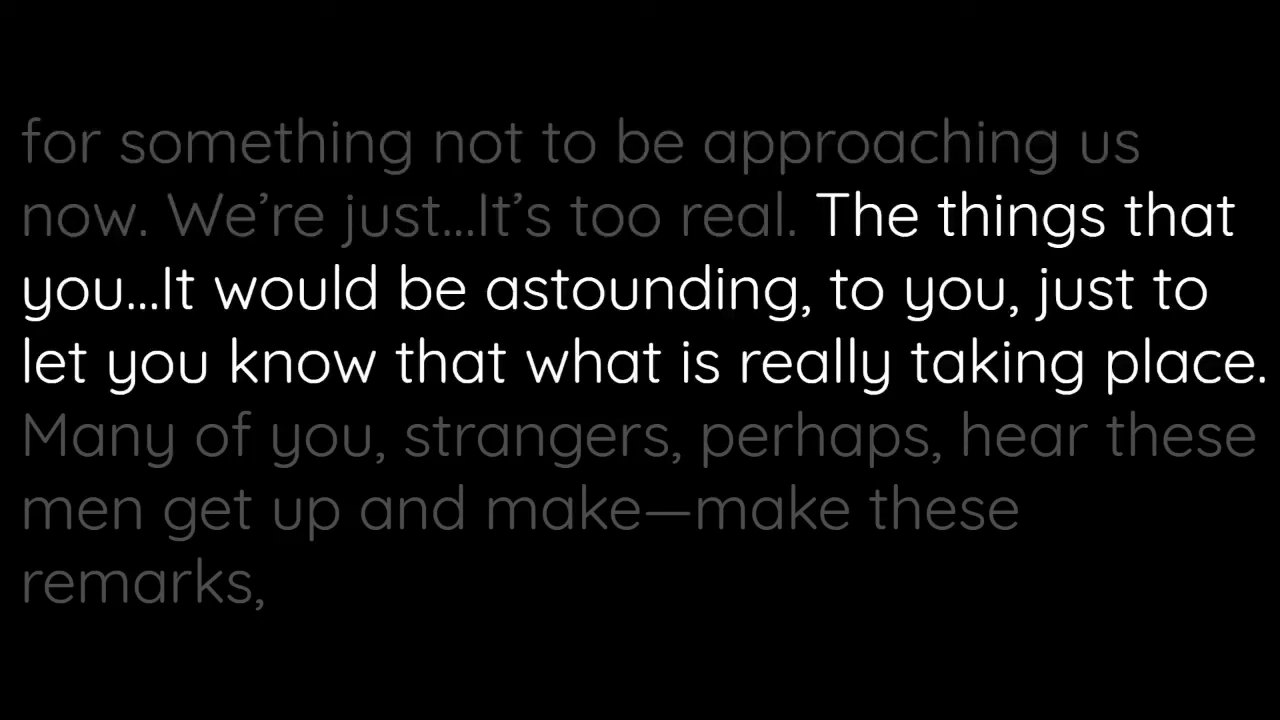 for something not to be approaching us
now. We’re just...It’s too real. The things that
you...It would be astounding, to you, just to
let you know that what is really taking place.
Many of you, strangers, perhaps, hear these
men get up and make—make these
remarks,